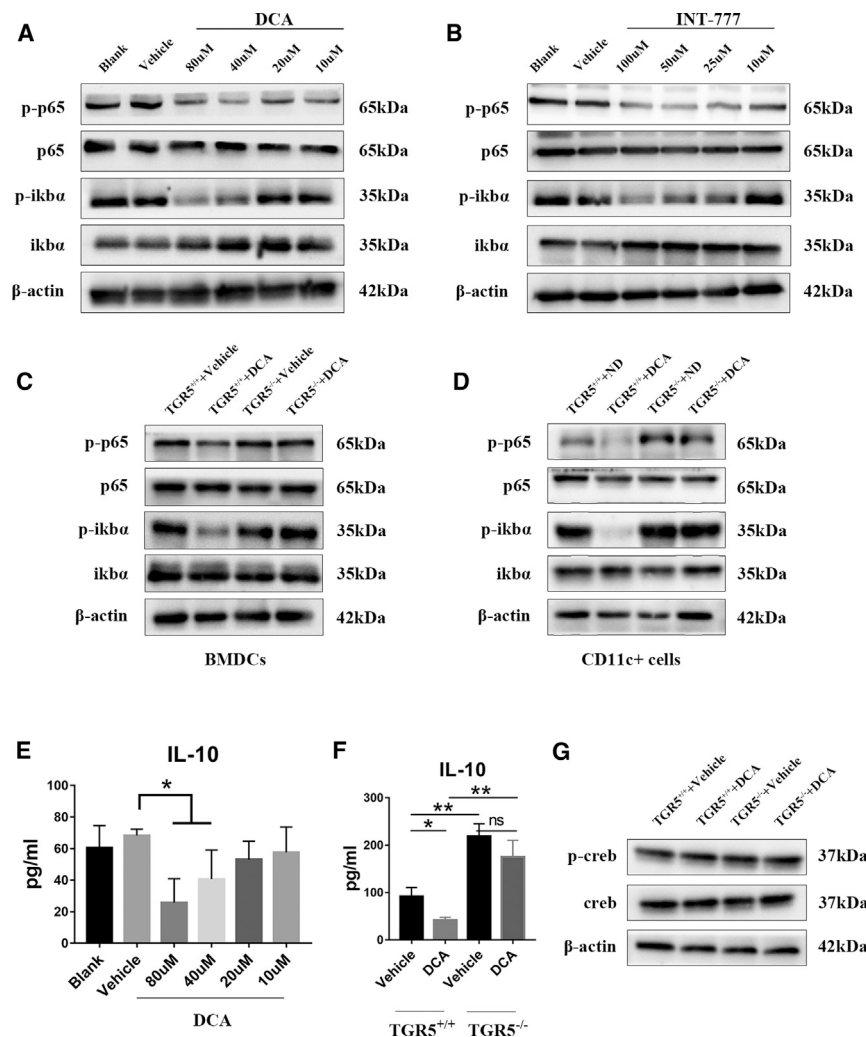 A
DCA
Blank Vehicle 80uM 40uM 20uM 10uM
p-p65 65kDa
p65 65kDa
p-ikbα 35kDa
ikbα 35kDa
β-actin 42kDa
B
INT-777
Blank Vehicle 100uM 50uM 25uM 10uM
p-p65 65kDa
p65 65kDa
p-ikbα 35kDa
ikbα 35kDa
β-actin 42kDa
C
TGR5+/++Vehicle TGR5+/++DCA TGR5-/-+Vehicle TGR5-/-+DCA
p-p65 65kDa
p65 65kDa
p-ikbα 35kDa
ikbα 35kDa
β-actin 42kDa
BMDCs
D
TGR5+/++ND TGR5+/++DCA TGR5-/-+ND TGR5-/-+DCA
p-p65 65kDa
p65 65kDa
p-ikbα 35kDa
ikbα 35kDa
β-actin 42kDa
CD11c+ cells
E
IL-10
*
pg/ml
100
80
60
40
20
0
Blank Vehicle 80uM 40uM 20uM 10uM
DCA
F
IL-10
** **
* ns
pg/ml
300
200
100
0
Vehicle DCA Vehicle DCA
TGR5+/+ TGR5-/-
G
TGR5+/++Vehicle TGR5+/++DCA TGR5-/-+Vehicle TGR5-/-+DCA
p-creb 37kDa
creb 37kDa
β-actin 42kDa